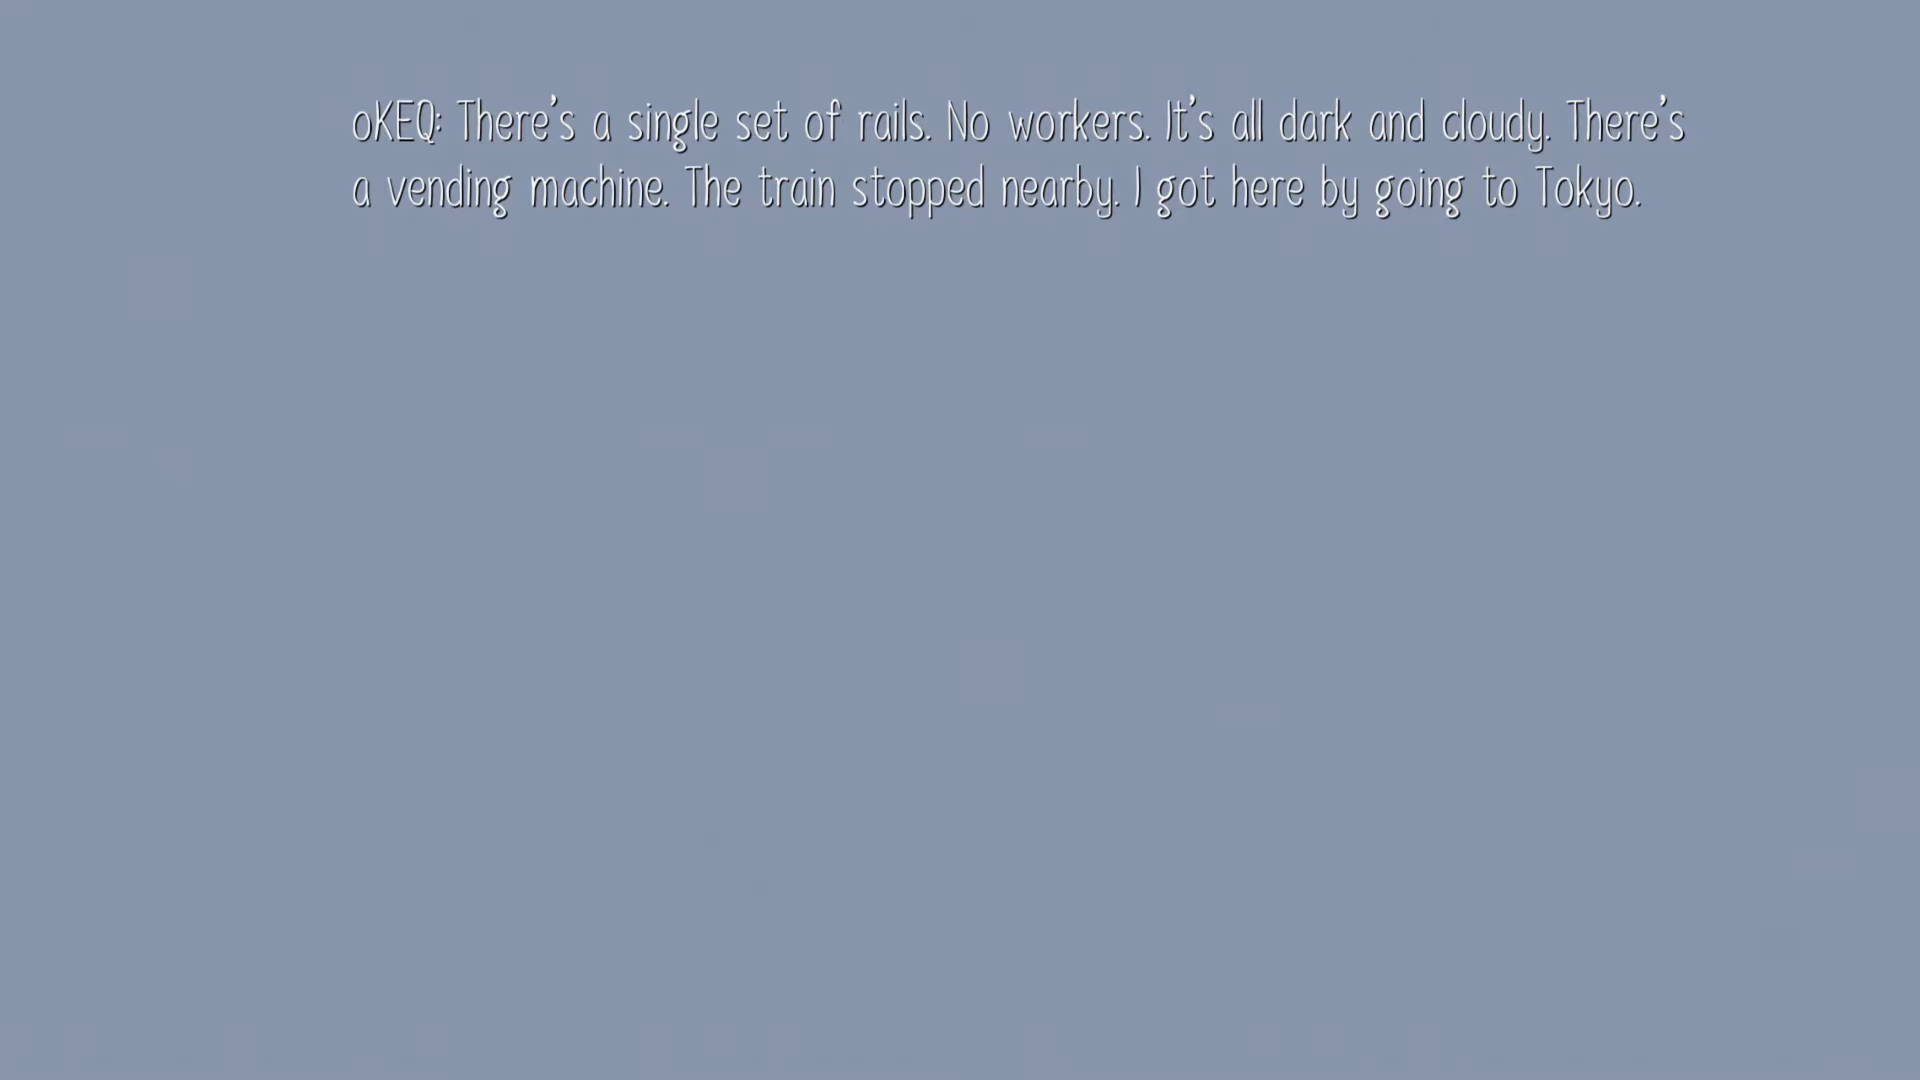 oKEQ: There's a single set of rails. No workers. It's all dark and cloudy. There's
a vending machine. The train stopped nearby. I got here by going to Tokyo.